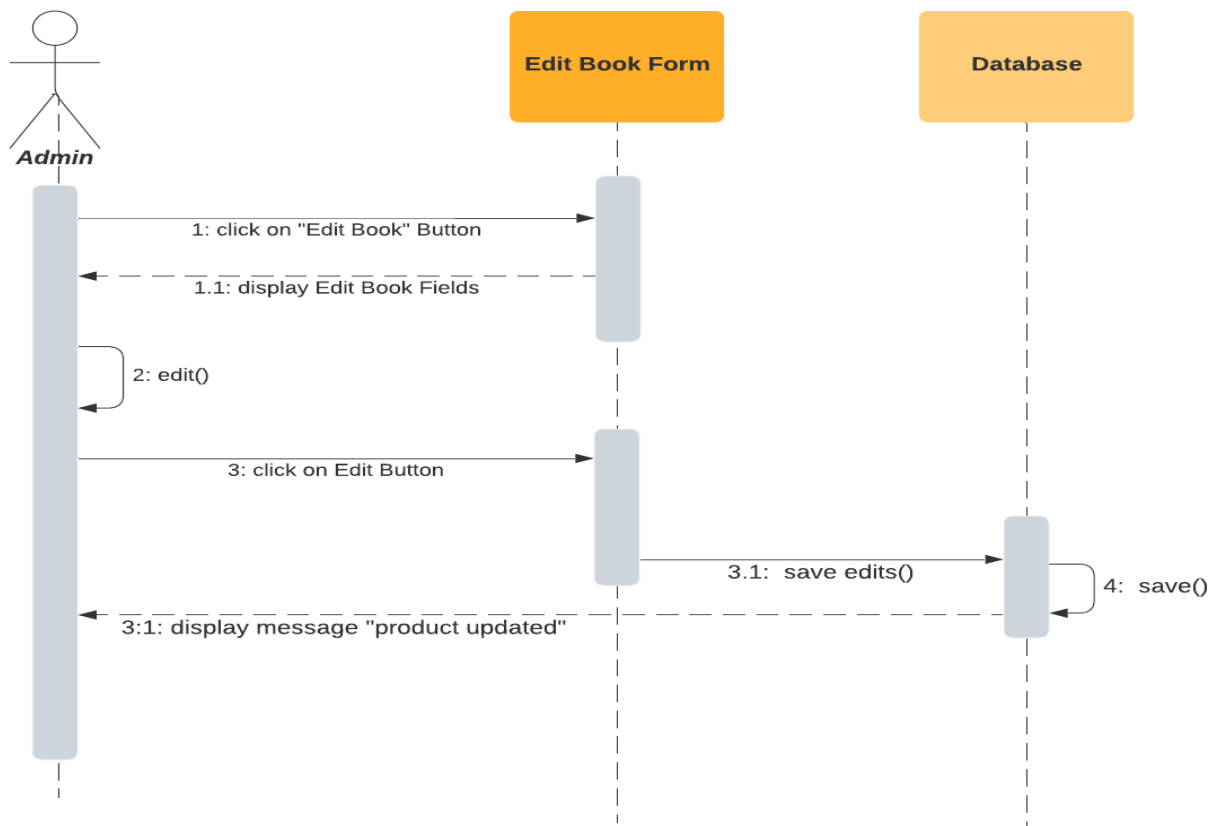 Edit Book Form
Database
Admin
1: click on "Edit Book" Button
1.1: display Edit Book Fields
2: edit()
3: click on Edit Button
3.1: save edits()
4: save()
3:1: display message "product updated"